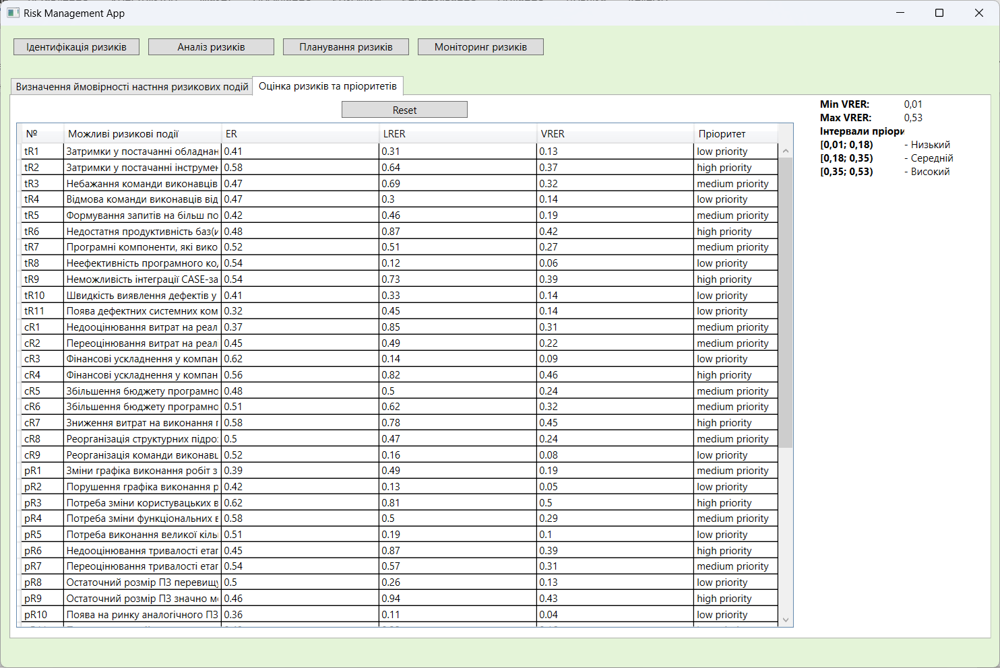 Risk Management App
Ідентифікація ризиків Аналіз ризиків Планування ризиків Моніторинг ризиків
Визначення ймовірності настння ризикових подій Оцінка ризиків та пріоритетів
Reset
Min VRER: 0,01
Max VRER: 0,53
Інтервали пріори
[0,01; 0,18) - Низький
[0,18; 0,35) - Середній
[0,35; 0,53) - Високий
№ Можливі ризикові події ER LRER VRER Пріоритет
tR1 Затримки у постачанні обладнан 0.41 0.31 0.13 low priority
tR2 Затримки у постачанні інструмен 0.58 0.64 0.37 high priority
tR3 Небажання команди виконавців 0.47 0.69 0.32 medium priority
tR4 Відмова команди виконавців від 0.47 0.3 0.14 low priority
tR5 Формування запитів на більш по 0.42 0.46 0.19 medium priority
tR6 Недостатня продуктивність баз(и 0.48 0.87 0.42 high priority
tR7 Програмні компоненти, які вико 0.52 0.51 0.27 medium priority
tR8 Неефективність програмного ко 0.54 0.12 0.06 low priority
tR9 Неможливість інтеграції CASE-за 0.54 0.73 0.39 high priority
tR10 Швидкість виявлення дефектів у 0.41 0.33 0.14 low priority
tR11 Поява дефектних системних ком 0.32 0.45 0.14 low priority
cR1 Недооцінювання витрат на реал 0.37 0.85 0.31 medium priority
cR2 Переоцінювання витрат на реал 0.45 0.49 0.22 medium priority
cR3 Фінансові ускладнення у компан 0.62 0.14 0.09 low priority
cR4 Фінансові ускладнення у компан 0.56 0.82 0.46 high priority
cR5 Збільшення бюджету програмно 0.48 0.5 0.24 medium priority
cR6 Збільшення бюджету програмно 0.51 0.62 0.32 medium priority
cR7 Зниження витрат на виконання п 0.58 0.78 0.45 high priority
cR8 Реорганізація структурних підроз 0.5 0.47 0.24 medium priority
cR9 Реорганізація команди виконавц 0.52 0.16 0.08 low priority
pR1 Зміни графіка виконання робіт з 0.39 0.49 0.19 medium priority
pR2 Порушення графіка виконання р 0.42 0.13 0.05 low priority
pR3 Потреба зміни користувацьких в 0.62 0.81 0.5 high priority
pR4 Потреба зміни функціональних в 0.58 0.5 0.29 medium priority
pR5 Потреба виконання великої кіль 0.51 0.19 0.1 low priority
pR6 Недооцінювання тривалості етап 0.45 0.87 0.39 high priority
pR7 Переоцінювання тривалості етап 0.54 0.57 0.31 medium priority
pR8 Остаточний розмір ПЗ перевищу 0.5 0.26 0.13 low priority
pR9 Остаточний розмір ПЗ значно м 0.46 0.94 0.43 high priority
pR10 Поява на ринку аналогічного ПЗ 0.36 0.11 0.04 low priority